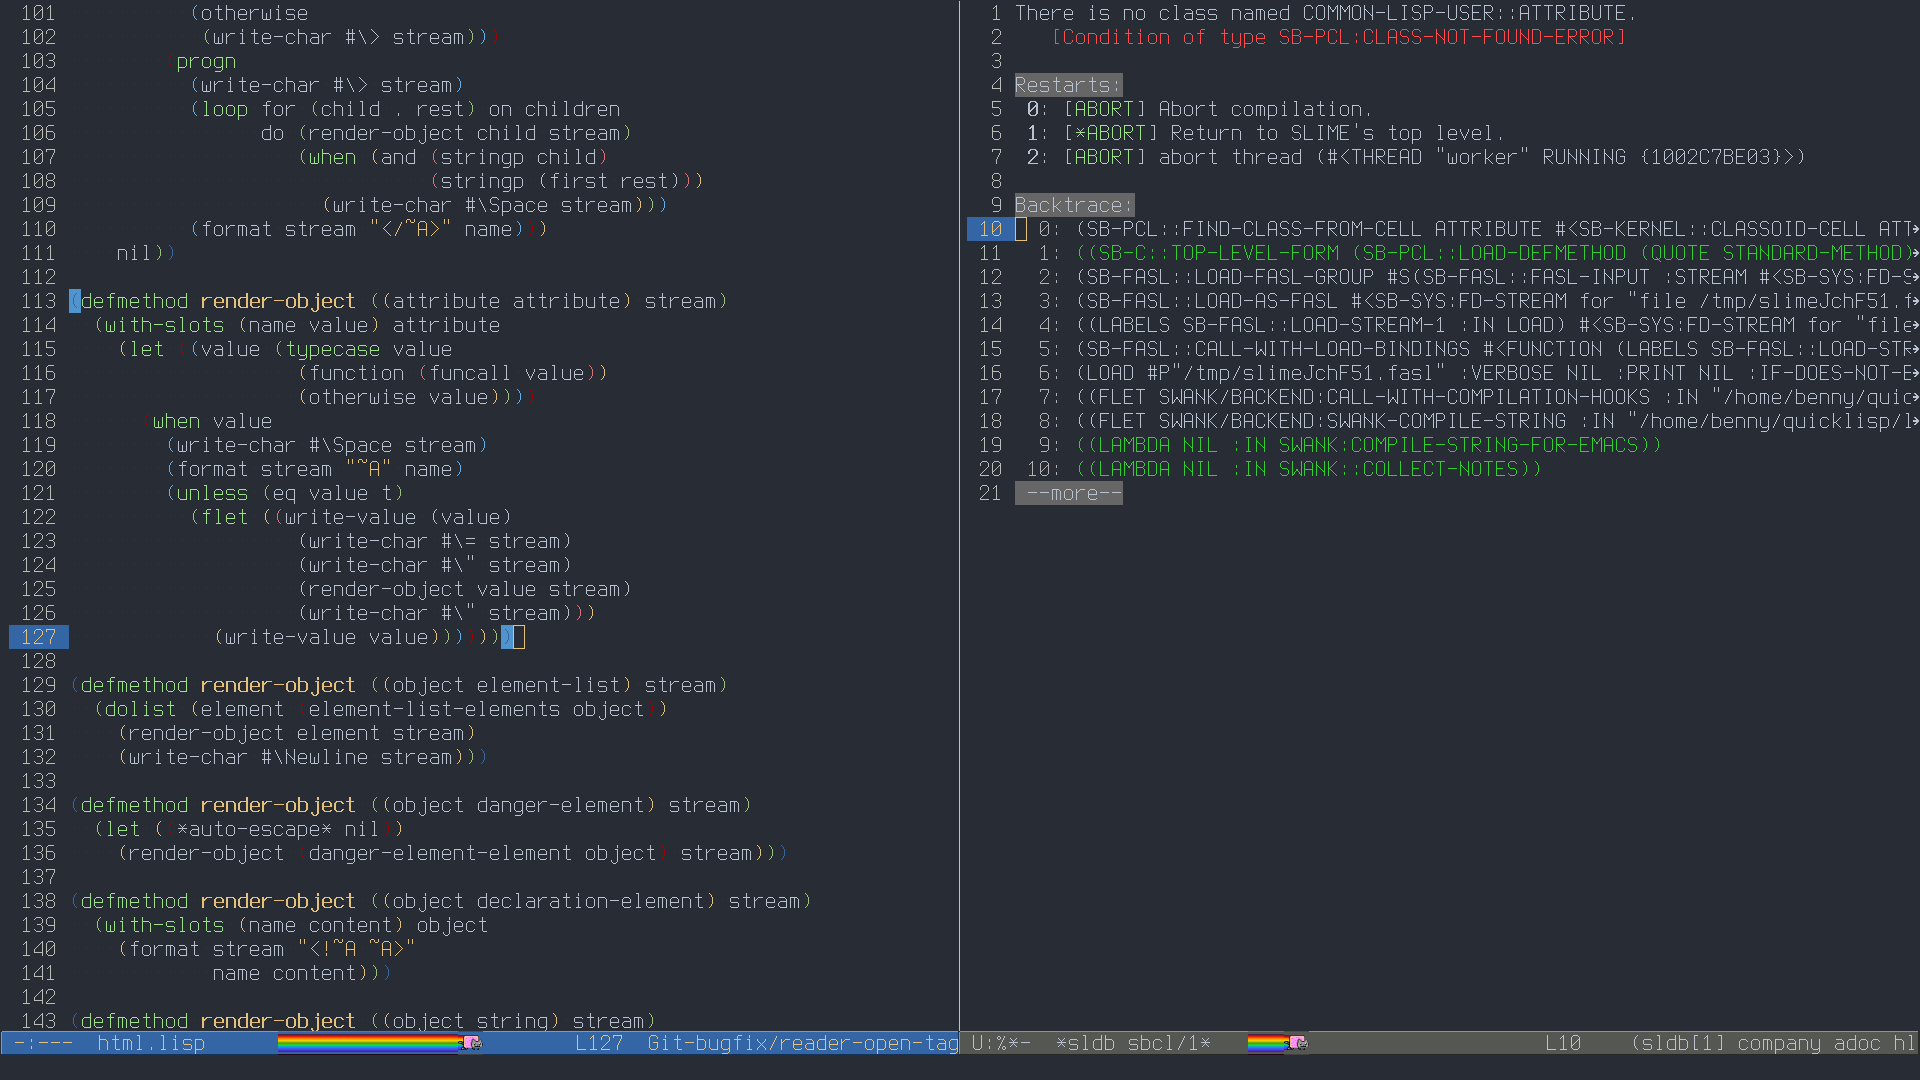 101           (otherwise
102            (write-char #\> stream)))
103          progn
104           (write-char #\> stream)
105           (loop for (child . rest) on children
106                 do (render-object child stream)
107                    (when (and (stringp child)
108                               (stringp (first rest)))
109                      (write-char #\Space stream)))
110           (format stream "</~A>" name)))
111     nil))
112
113 (defmethod render-object ((attribute attribute) stream)
114   (with-slots (name value) attribute
115     (let ((value (typecase value
116                    (function (funcall value))
117                    (otherwise value))))
118       (when value
119         (write-char #\Space stream)
120         (format stream "~A" name)
121         (unless (eq value t)
122           (flet ((write-value (value)
123                    (write-char #\= stream)
124                    (write-char #\" stream)
125                    (render-object value stream)
126                    (write-char #\" stream)))
127             (write-value value)))))))
128
129 (defmethod render-object ((object element-list) stream)
130   (dolist (element (element-list-elements object))
131     (render-object element stream)
132     (write-char #\Newline stream)))
133
134 (defmethod render-object ((object danger-element) stream)
135   (let ((*auto-escape* nil))
136     (render-object (danger-element-element object) stream)))
137
138 (defmethod render-object ((object declaration-element) stream)
139   (with-slots (name content) object
140     (format stream "<!~A ~A>"
141             name content)))
142
143 (defmethod render-object ((object string) stream)
-:---  html.lisp L127 Git-bugfix/reader-open-tag
1 There is no class named COMMON-LISP-USER::ATTRIBUTE.
2    [Condition of type SB-PCL:CLASS-NOT-FOUND-ERROR]
3
4 Restarts:
5  0: [ABORT] Abort compilation.
6  1: [*ABORT] Return to SLIME's top level.
7  2: [ABORT] abort thread (#<THREAD "worker" RUNNING {1002C7BE03}>)
8
9 Backtrace:
10   0: (SB-PCL::FIND-CLASS-FROM-CELL ATTRIBUTE #<SB-KERNEL::CLASSOID-CELL ATT
11   1: ((SB-C::TOP-LEVEL-FORM (SB-PCL::LOAD-DEFMETHOD (QUOTE STANDARD-METHOD)
12   2: (SB-FASL::LOAD-FASL-GROUP #S(SB-FASL::FASL-INPUT :STREAM #<SB-SYS:FD-S
13   3: (SB-FASL::LOAD-AS-FASL #<SB-SYS:FD-STREAM for "file /tmp/slimeJchF51.f
14   4: ((LABELS SB-FASL::LOAD-STREAM-1 :IN LOAD) #<SB-SYS:FD-STREAM for "file
15   5: (SB-FASL::CALL-WITH-LOAD-BINDINGS #<FUNCTION (LABELS SB-FASL::LOAD-STR
16   6: (LOAD #P"/tmp/slimeJchF51.fasl" :VERBOSE NIL :PRINT NIL :IF-DOES-NOT-E
17   7: ((FLET SWANK/BACKEND:CALL-WITH-COMPILATION-HOOKS :IN "/home/benny/quic
18   8: ((FLET SWANK/BACKEND:SWANK-COMPILE-STRING :IN "/home/benny/quicklisp/l
19   9: ((LAMBDA NIL :IN SWANK:COMPILE-STRING-FOR-EMACS))
20  10: ((LAMBDA NIL :IN SWANK::COLLECT-NOTES))
21  --more--
U:%*-  *sldb sbcl/1* L10 (sldb[1] company adoc hl